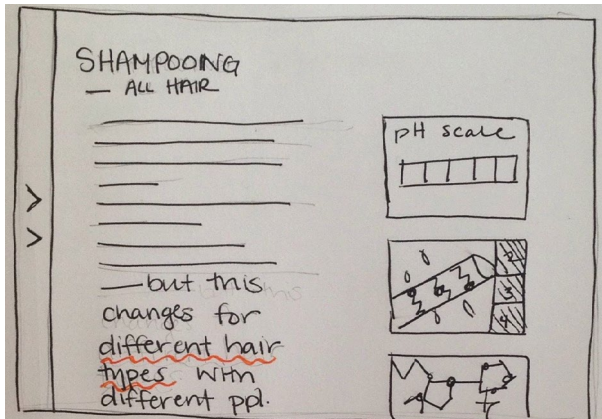 SHAMPOOING
— ALL HAIR
—but this
changes for
different hair
types with
different ppl.
pH scale
2
3
4